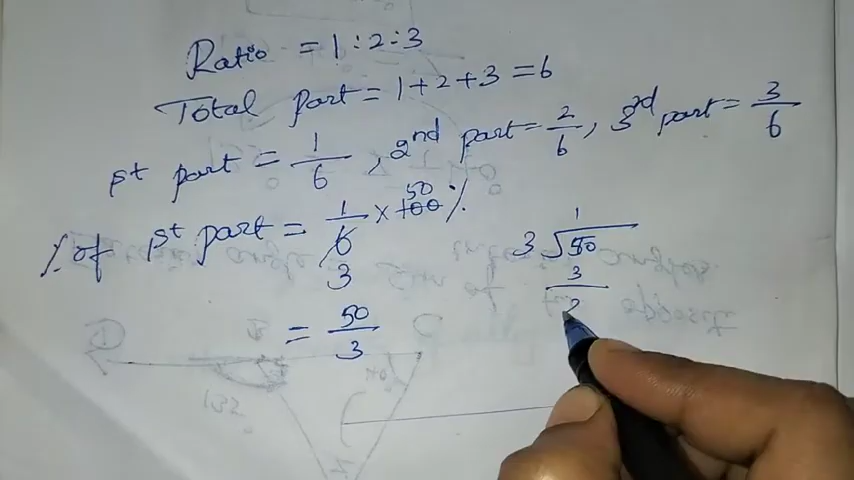 Ratio = 1 : 2 : 3
Total part = 1+2+3 = 6
1st part = 1/6 , 2nd part = 2/6 , 3rd part = 3/6
% of 1st part = 1/6 × 100 %
50
3
= 50/3
1
3 √50
3
2